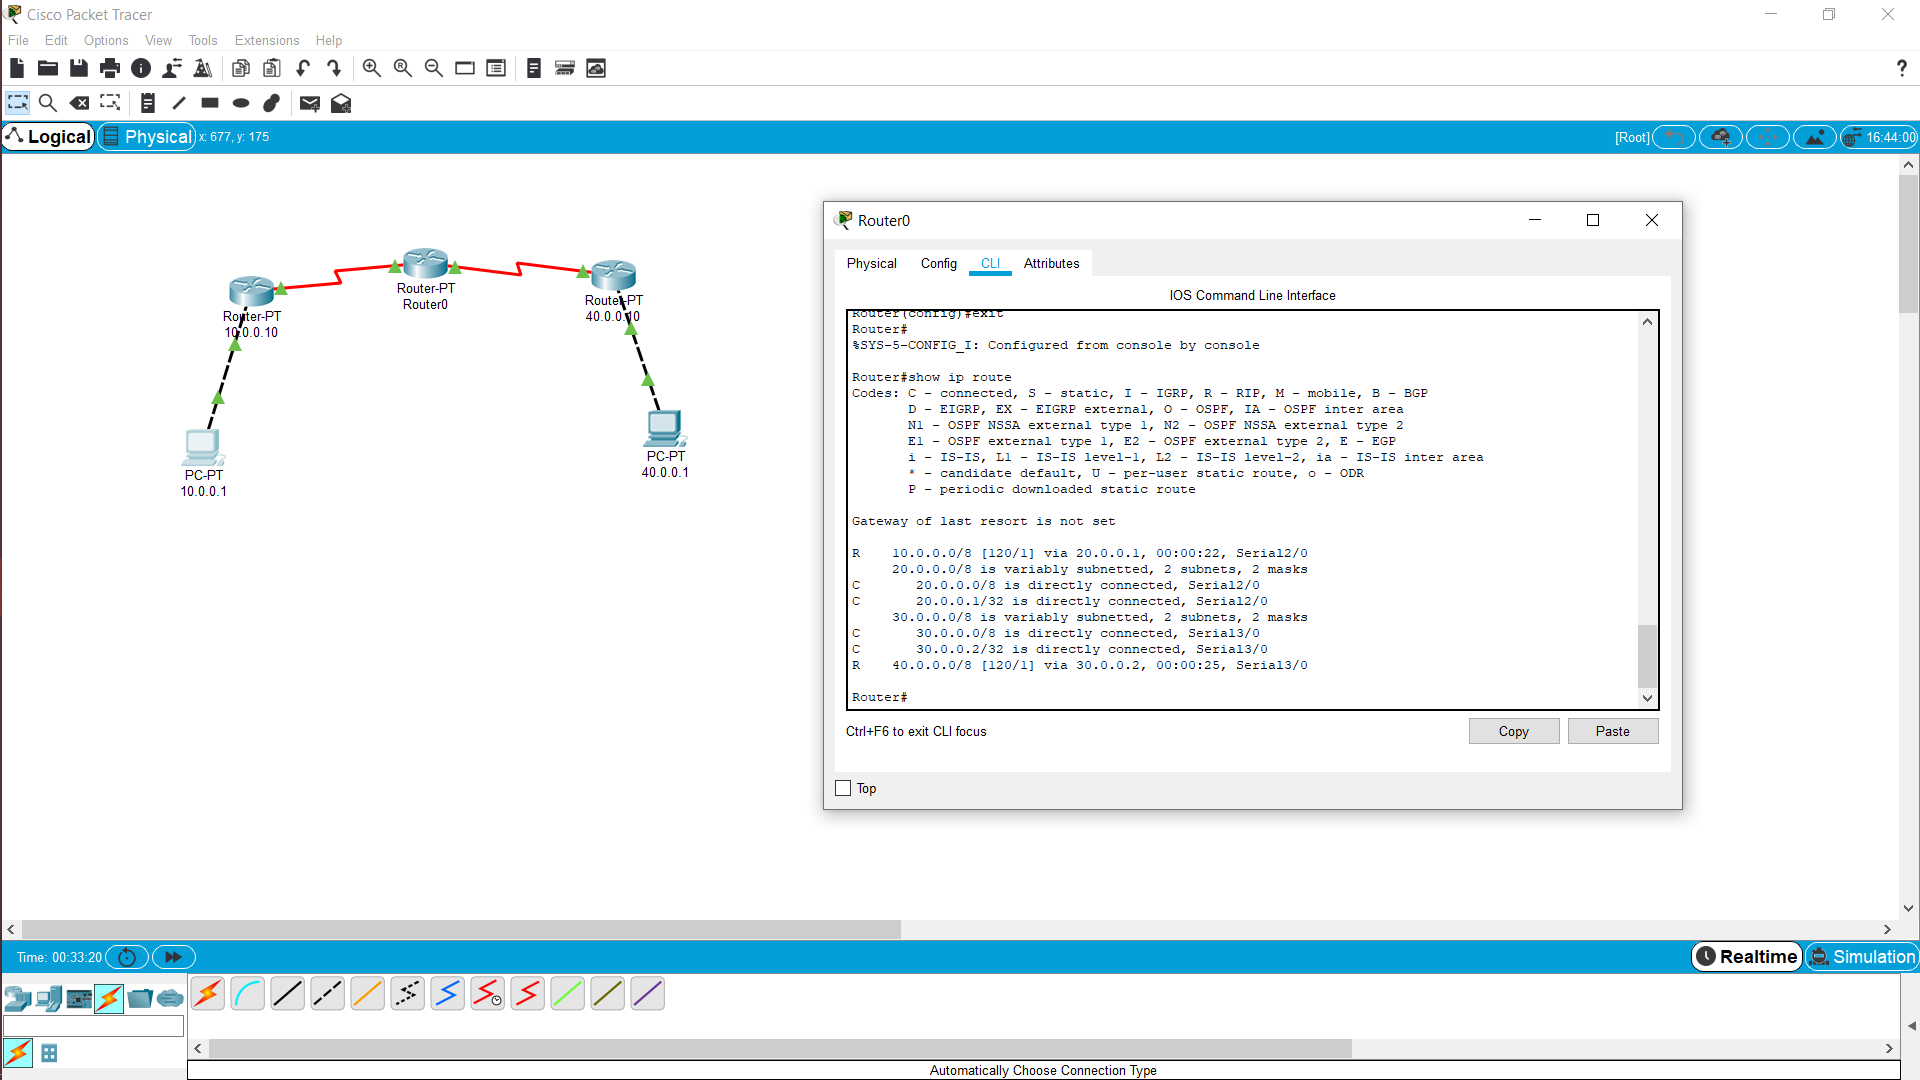 Cisco Packet Tracer
File Edit Options View Tools Extensions Help
?
Logical Physical x: 677, y: 175 [Root] 16:44:00
Router-PT
Router0
Router-PT
10.0.0.10
Router-PT
40.0.0.10
PC-PT
10.0.0.1
PC-PT
40.0.0.1
Router0
Physical Config CLI Attributes
IOS Command Line Interface
Router(config)#exit
Router#
%SYS-5-CONFIG_I: Configured from console by console
Router#show ip route
Codes: C - connected, S - static, I - IGRP, R - RIP, M - mobile, B - BGP
D - EIGRP, EX - EIGRP external, O - OSPF, IA - OSPF inter area
N1 - OSPF NSSA external type 1, N2 - OSPF NSSA external type 2
E1 - OSPF external type 1, E2 - OSPF external type 2, E - EGP
i - IS-IS, L1 - IS-IS level-1, L2 - IS-IS level-2, ia - IS-IS inter area
* - candidate default, U - per-user static route, o - ODR
P - periodic downloaded static route
Gateway of last resort is not set
R 10.0.0.0/8 [120/1] via 20.0.0.1, 00:00:22, Serial2/0
20.0.0.0/8 is variably subnetted, 2 subnets, 2 masks
C 20.0.0.0/8 is directly connected, Serial2/0
C 20.0.0.1/32 is directly connected, Serial2/0
30.0.0.0/8 is variably subnetted, 2 subnets, 2 masks
C 30.0.0.0/8 is directly connected, Serial3/0
C 30.0.0.2/32 is directly connected, Serial3/0
R 40.0.0.0/8 [120/1] via 30.0.0.2, 00:00:25, Serial3/0
Router#
Ctrl+F6 to exit CLI focus Copy Paste
Top
Time: 00:33:20 Realtime Simulation
Automatically Choose Connection Type